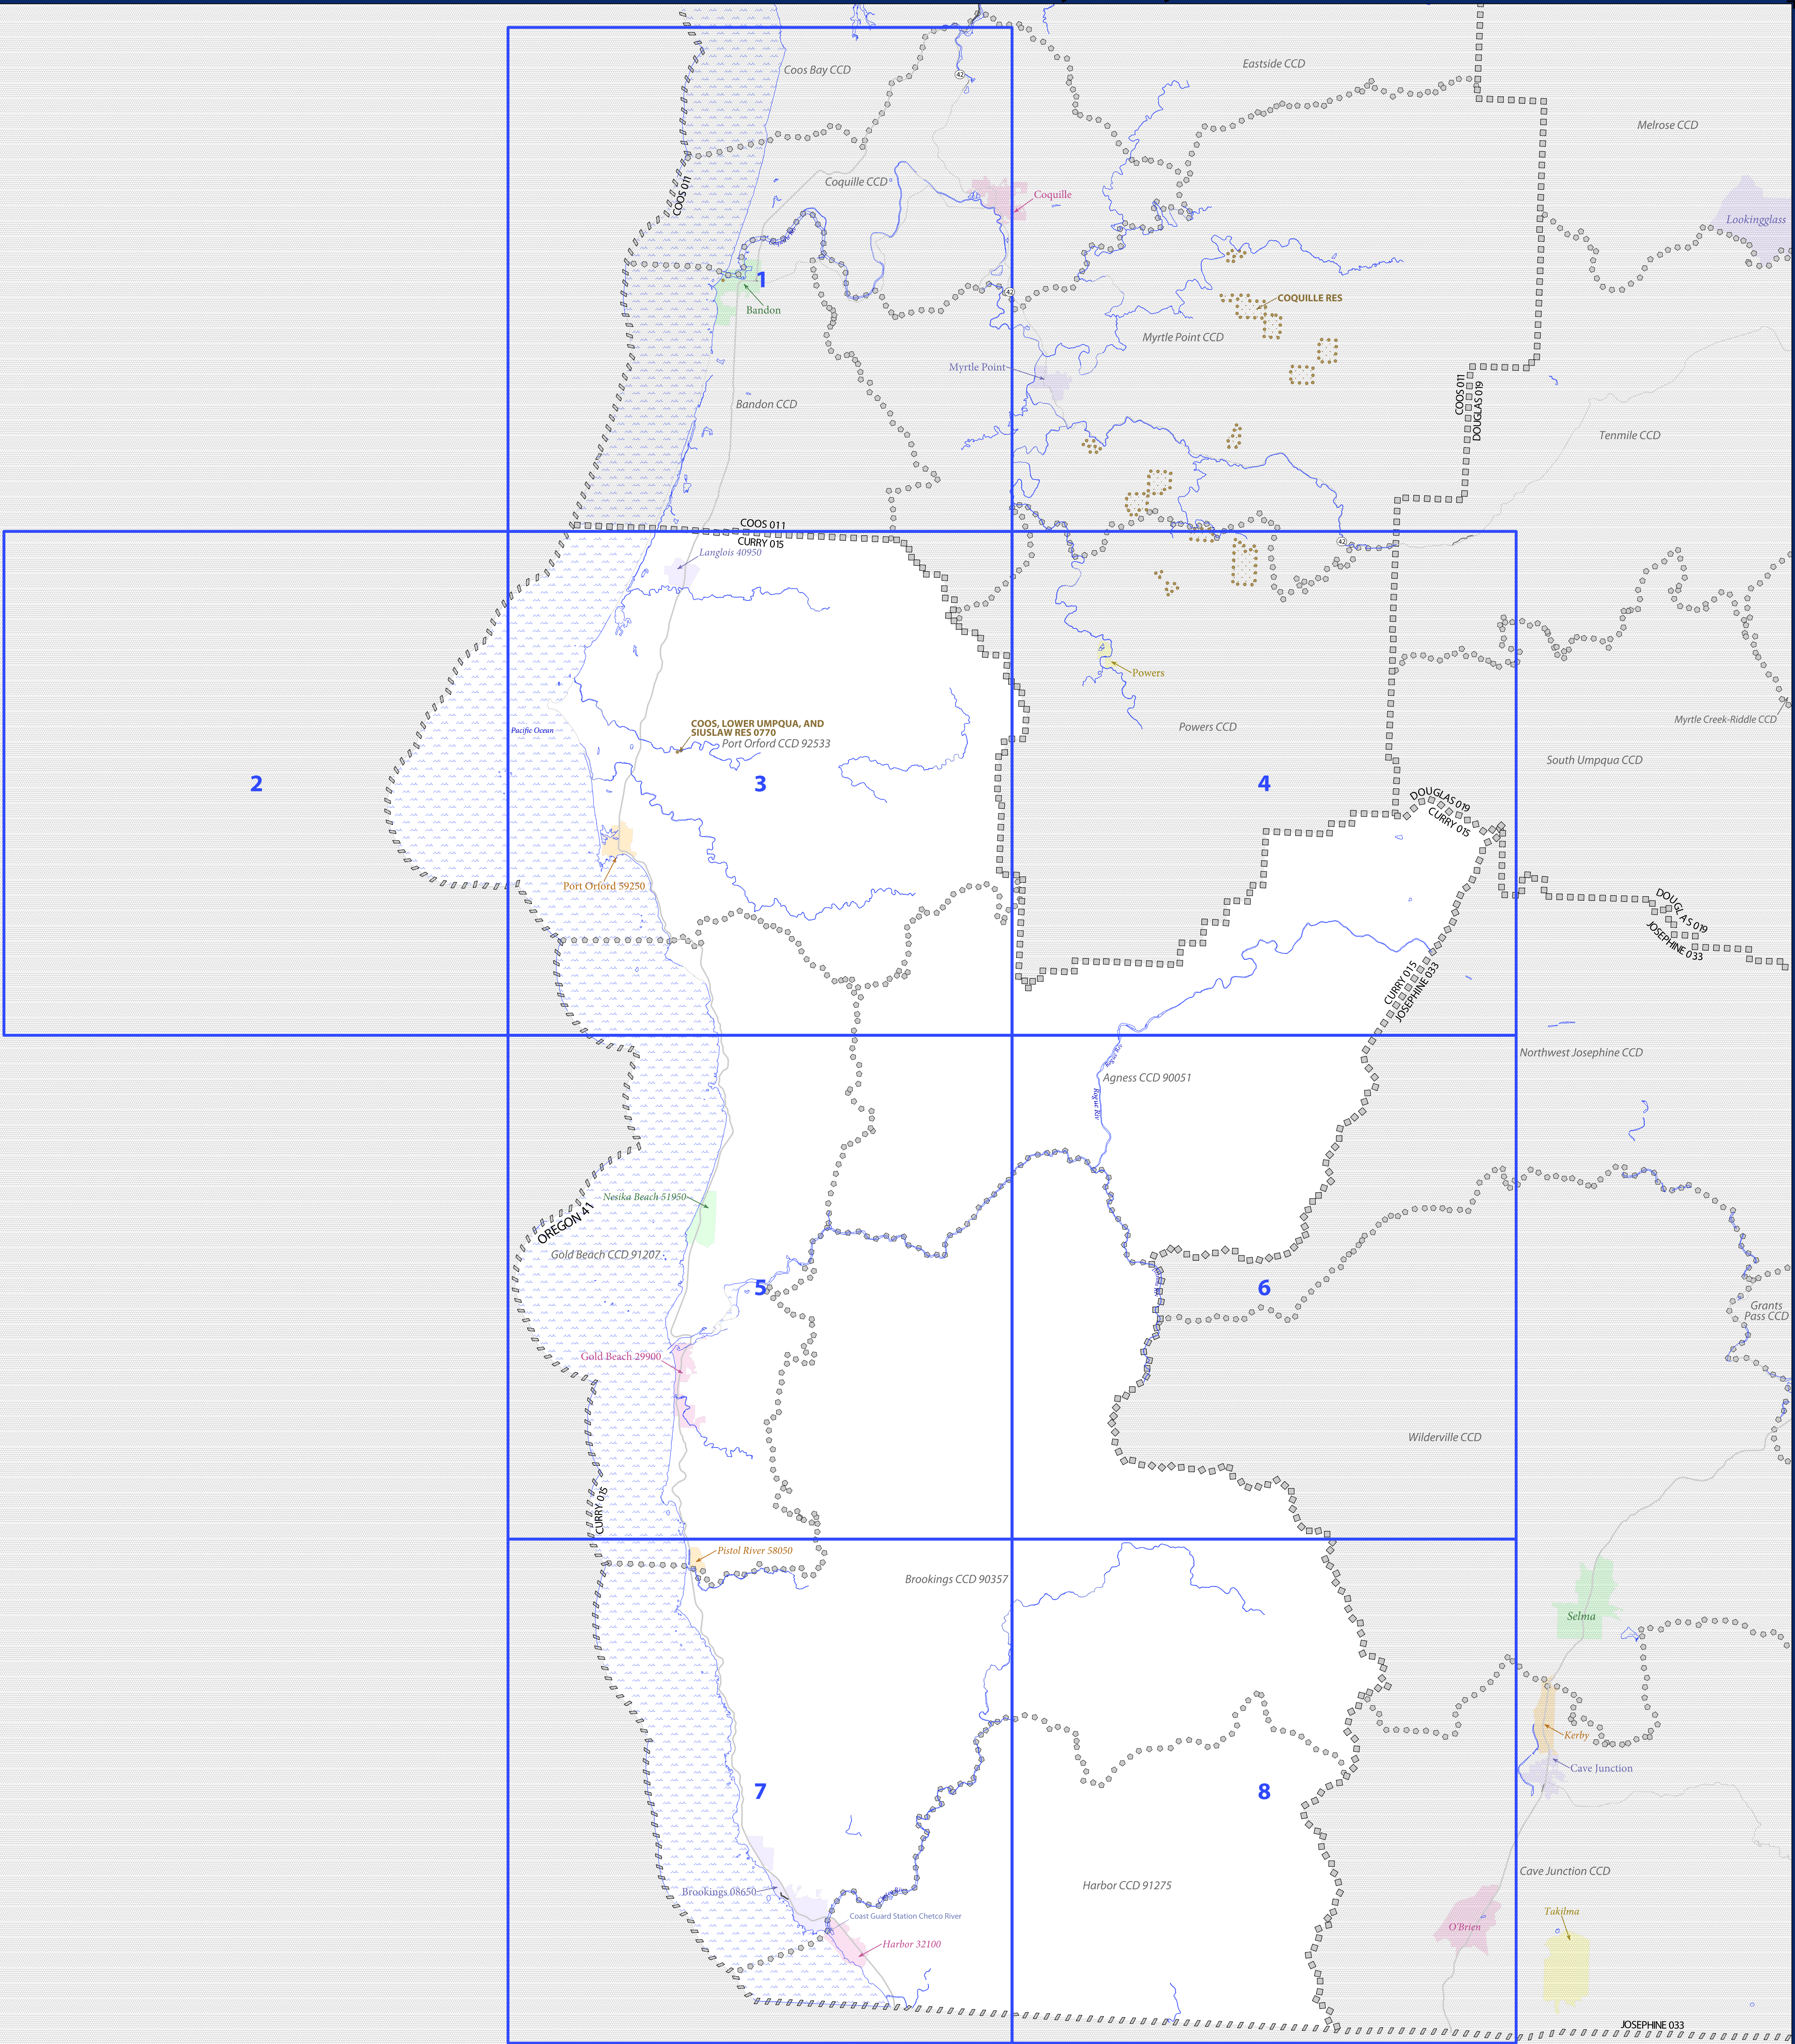 Coos Bay CCD
42
Eastside CCD
Melrose CCD
COOS 011
Coquille CCD
Coquille
Lookingglass
1
Bandon
42
COQUILLE RES
Myrtle Point CCD
Myrtle Point
COOS 011
DOUGLAS 019
Bandon CCD
Tenmile CCD
COOS 011
CURRY 015
42
Langlois 40950
Powers
Pacific Ocean
COOS, LOWER UMPQUA, AND
SIUSLAW RES 0770
Port Orford CCD 92533
Powers CCD
Myrtle Creek-Riddle CCD
South Umpqua CCD
2
3
4
DOUGLAS 019
CURRY 015
Port Orford 59250
DOUGLAS 019
JOSEPHINE 033
CURRY 015
JOSEPHINE 033
Northwest Josephine CCD
Rogue Riv
Agness CCD 90051
Rogue Riv
Nesika Beach 51950
OREGON 41
Gold Beach CCD 91207
5
6
Grants
Pass CCD
Gold Beach 29900
Wilderville CCD
CURRY 015
Pistol River 58050
Brookings CCD 90357
Selma
Kerby
Cave Junction
7
8
Cave Junction CCD
Harbor CCD 91275
Brookings 08650
Coast Guard Station Chetco River
Takilma
O'Brien
Harbor 32100
JOSEPHINE 033